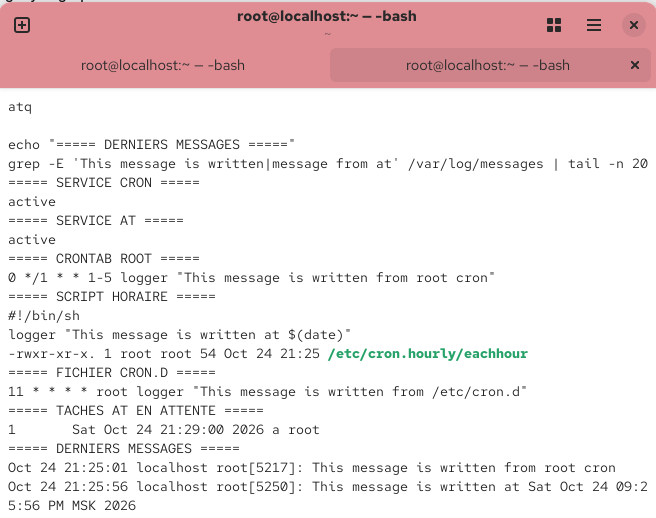 root@localhost:~ — -bash
~
root@localhost:~ — -bash
root@localhost:~ — -bash
atq
echo "===== DERNIERS MESSAGES ====="
grep -E 'This message is written|message from at' /var/log/messages | tail -n 20
===== SERVICE CRON =====
active
===== SERVICE AT =====
active
===== CRONTAB ROOT =====
0 */1 * * 1-5 logger "This message is written from root cron"
===== SCRIPT HORAIRE =====
#!/bin/sh
logger "This message is written at $(date)"
-rwxr-xr-x. 1 root root 54 Oct 24 21:25 /etc/cron.hourly/eachhour
===== FICHIER CRON.D =====
11 * * * * root logger "This message is written from /etc/cron.d"
===== TACHES AT EN ATTENTE =====
1       Sat Oct 24 21:29:00 2026 a root
===== DERNIERS MESSAGES =====
Oct 24 21:25:01 localhost root[5217]: This message is written from root cron
Oct 24 21:25:56 localhost root[5250]: This message is written at Sat Oct 24 09:2
5:56 PM MSK 2026